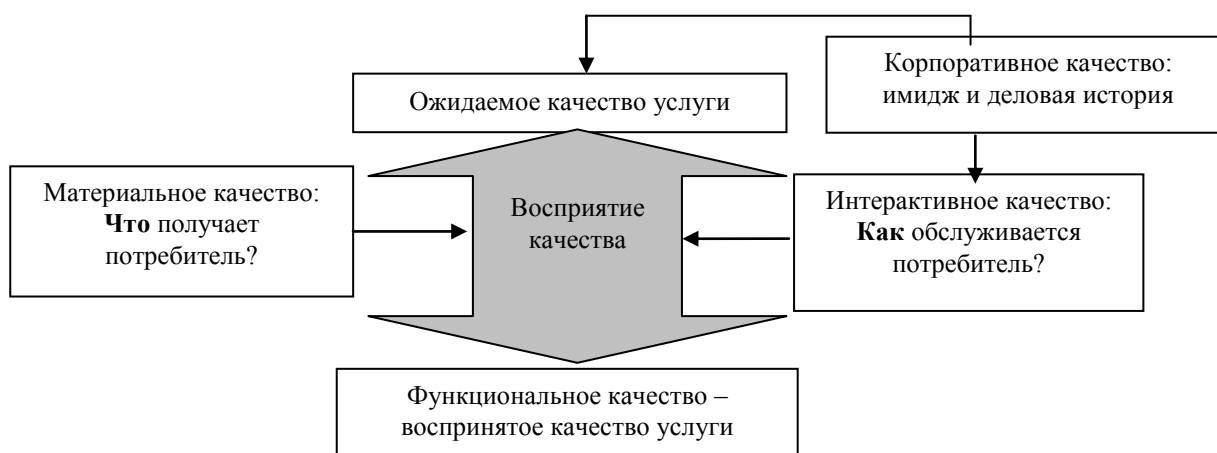 Корпоративное качество:
имидж и деловая история
Ожидаемое качество услуги
Материальное качество:
Что получает
потребитель?
Восприятие
качества
Интерактивное качество:
Как обслуживается
потребитель?
Функциональное качество –
воспринятое качество услуги